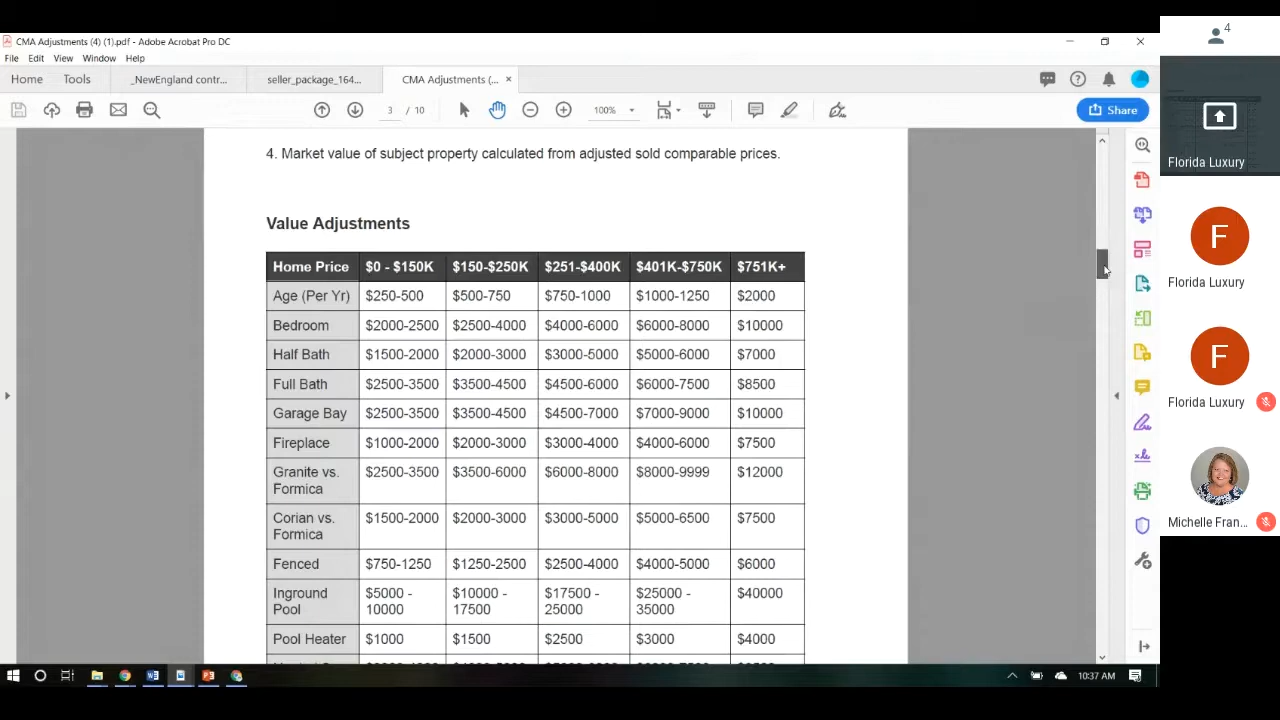 CMA Adjustments (4) (1).pdf - Adobe Acrobat Pro DC
File Edit View Window Help
Home Tools _NewEngland contr... seller_package_164... CMA Adjustments (... ×
3 / 10 100% Share
4. Market value of subject property calculated from adjusted sold comparable prices.
Value Adjustments
Home Price $0 - $150K $150-$250K $251-$400K $401K-$750K $751K+
Age (Per Yr) $250-500 $500-750 $750-1000 $1000-1250 $2000
Bedroom $2000-2500 $2500-4000 $4000-6000 $6000-8000 $10000
Half Bath $1500-2000 $2000-3000 $3000-5000 $5000-6000 $7000
Full Bath $2500-3500 $3500-4500 $4500-6000 $6000-7500 $8500
Garage Bay $2500-3500 $3500-4500 $4500-7000 $7000-9000 $10000
Fireplace $1000-2000 $2000-3000 $3000-4000 $4000-6000 $7500
Granite vs. $2500-3500 $3500-6000 $6000-8000 $8000-9999 $12000
Formica
Corian vs. $1500-2000 $2000-3000 $3000-5000 $5000-6500 $7500
Formica
Fenced $750-1250 $1250-2500 $2500-4000 $4000-5000 $6000
Inground $5000 - $10000 - $17500 - $25000 - $40000
Pool 10000 17500 25000 35000
Pool Heater $1000 $1500 $2500 $3000 $4000
10:37 AM
4
Florida Luxury
F
Florida Luxury
F
Florida Luxury
Michelle Fran...